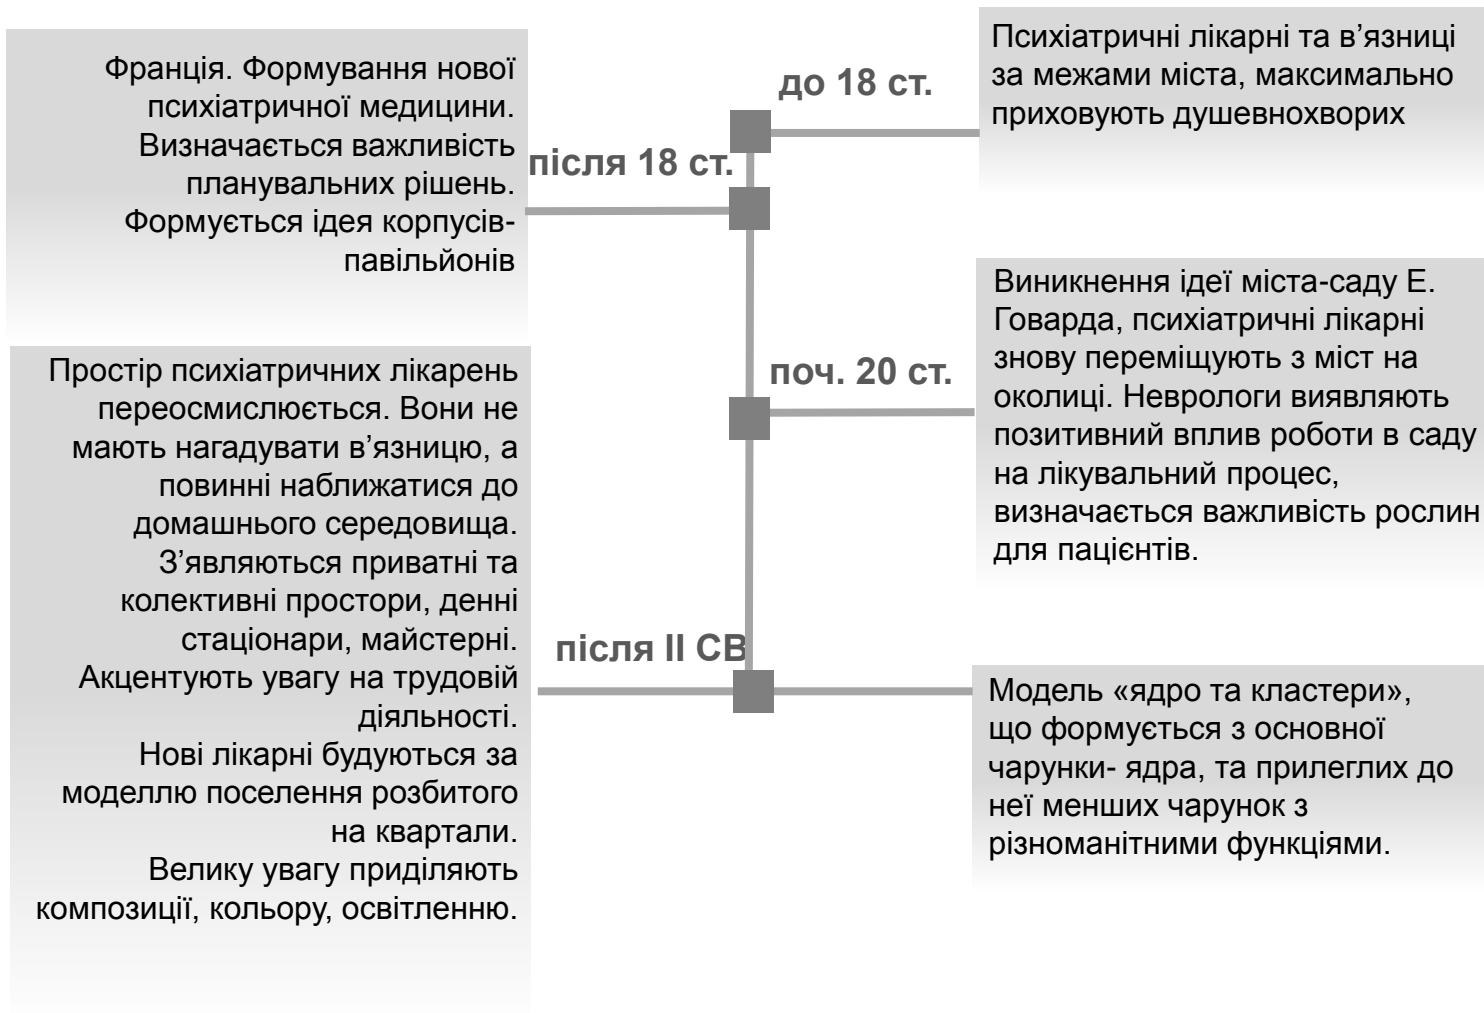 до 18 ст.
Психіатричні лікарні та в’язниці
за межами міста, максимально
приховують душевнохворих
після 18 ст.
Франція. Формування нової
психіатричної медицини.
Визначається важливість
планувальних рішень.
Формується ідея корпусів-
павільйонів
поч. 20 ст.
Виникнення ідеї міста-саду Е.
Говарда, психіатричні лікарні
знову переміщують з міст на
околиці. Неврологи виявляють
позитивний вплив роботи в саду
на лікувальний процес,
визначається важливість рослин
для пацієнтів.
після ІІ СВ
Простір психіатричних лікарень
переосмислюється. Вони не
мають нагадувати в’язницю, а
повинні наближатися до
домашнього середовища.
З’являються приватні та
колективні простори, денні
стаціонари, майстерні.
Акцентують увагу на трудовій
діяльності.
Нові лікарні будуються за
моделлю поселення розбитого
на квартали.
Велику увагу приділяють
композиції, кольору, освітленню.
Модель «ядро та кластери»,
що формується з основної
чарунки- ядра, та прилеглих до
неї менших чарунок з
різноманітними функціями.